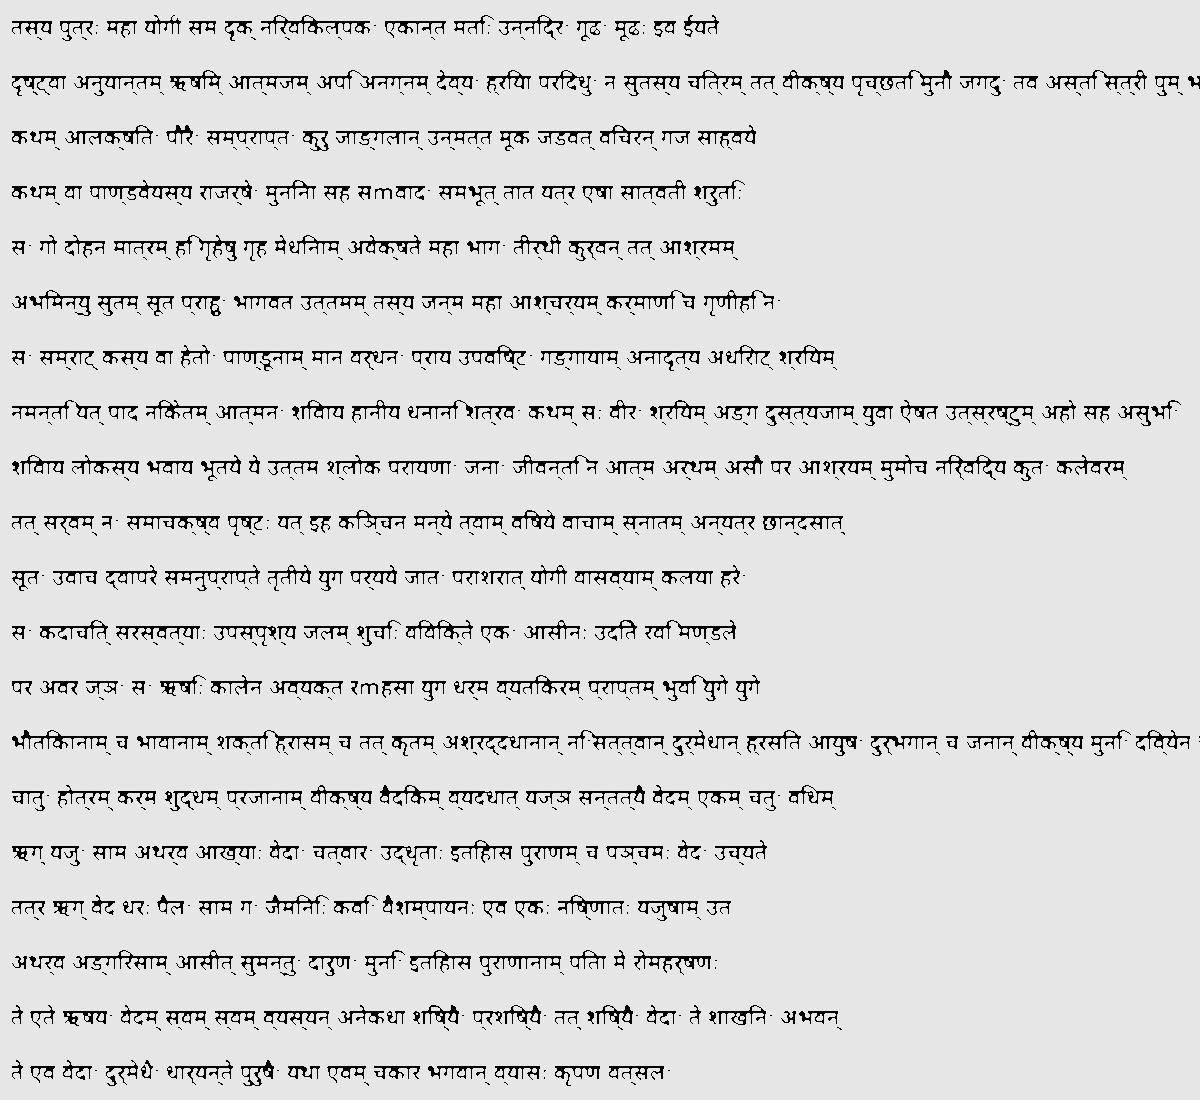 तस्य पुत्रः महा योगी सम दृक् निर्विकिल्पक· एकान्त मतिः उन्निद्र· गूढ· मूढः इव ईयते
दृष्ट्वा अनुयान्तम् ऋषिम् आत्मजम् अपि अनग्नम् देव्य· ह्रिया परिदधु· न सुतस्य चित्रम् तत् वीक्ष्य पृच्छति मुनौ जगदु· तव अस्ति स्त्री पुम्
कथम् आलक्षति· पौरै· सम्प्राप्त· कुरु जाङ्गलान् उन्मत्त मूक जडवत् विचरन् गज साह्वये
कथम् वा पाण्डवेयस्य राजर्षे· मुनिना सह सmवाद· समभूत् तात यत्र एषा सात्वती श्रुतिः
स· गो दोहन मात्रम् हि गृहेषु गृह मेधिनाम् अवेक्षते महा भाग· तीर्थी कुर्वन् तत् आश्रमम्
अभिमन्यु सुतम् सूत प्राहु· भागवत उत्तमम् तस्य जन्म महा आश्चर्यम् कर्माणि च गृणीहि न·
स· सम्राट् कस्य वा हेतो· पाण्डूनाम् मान वर्धन· प्राय उपविष्ट· गङ्गायाम् अनादृत्य अधिराट् श्रियम्
नमन्ति यत् पाद निकेतम् आत्मन· शिवाय हानीय धनानि शत्रव· कथम् सः वीर· श्रियम् अङ्ग दुस्त्यजाम् युवा ऐषत उत्स्रष्टुम् अहो सह असुभि·
शिवाय लोकस्य भवाय भूतये ये उत्तम श्लोक परायणा· जना· जीवन्ति न आत्म अर्थम् असौ पर आश्रयम् मुमोच निर्विद्य कुत· कलेवरम्
तत् सर्वम् न· समाचक्ष्व पृष्टः यत् इह किञ्चन मन्ये त्वाम् विषये वाचाम् स्नातम् अन्यत्र छान्दसात्
सूत· उवाच द्वापरे समनुप्राप्ते तृतीये युग पर्यये जात· पराशरात् योगी वासव्याम् कलया हरे·
स· कदाचित् सरस्वत्याः उपस्पृश्य जलम् शुचिः विविक्ते एक· आसीनः उदिते रवि मण्डले
पर अवर ज्ञ· स· ऋषिः कालेन अव्यक्त रmहसा युग धर्म व्यतिकरम् प्राप्तम् भुवि युगे युगे
भौतिकानाम् च भावानाम् शक्ति ह्रासम् च तत् कृतम् अश्रद्दधानान् निःसत्त्वान् दुर्मेधान् ह्रसित आयुष· दुर्भगान् च जनान् वीक्ष्य मुनि· दिव्येन
चातु· होत्रम् कर्म शुद्धम् प्रजानाम् वीक्ष्य वैदिकम् व्यदधात् यज्ञ सन्तत्यै वेदम् एकम् चतु· विधम्
ऋग् यजु· साम अथर्व आख्याः वेदा· चत्वार· उद्धृताः इतिहास पुराणम् च पञ्चमः वेद· उच्यते
तत्र ऋग् वेद धरः पैल· साम ग· जैमिनिः कवि· वैशम्पायनः एव एकः निष्णातः यजुषाम् उत
अथर्व अङ्गिरसाम् आसीत् सुमन्तु· दारुण· मुनि· इतिहास पुराणानाम् पिता मे रोमहर्षणः
ते एते ऋषय· वेदम् स्वम् स्वम् व्यस्यन् अनेकधा शिष्यै· प्रशिष्यै· तत् शिष्यै· वेदा· ते शाखिन· अभवन्
ते एव वेदा· दुर्मेधै· धार्यन्ते पुरुषै· यथा एवम् चकार भगवान् व्यासः कृपण वत्सल·